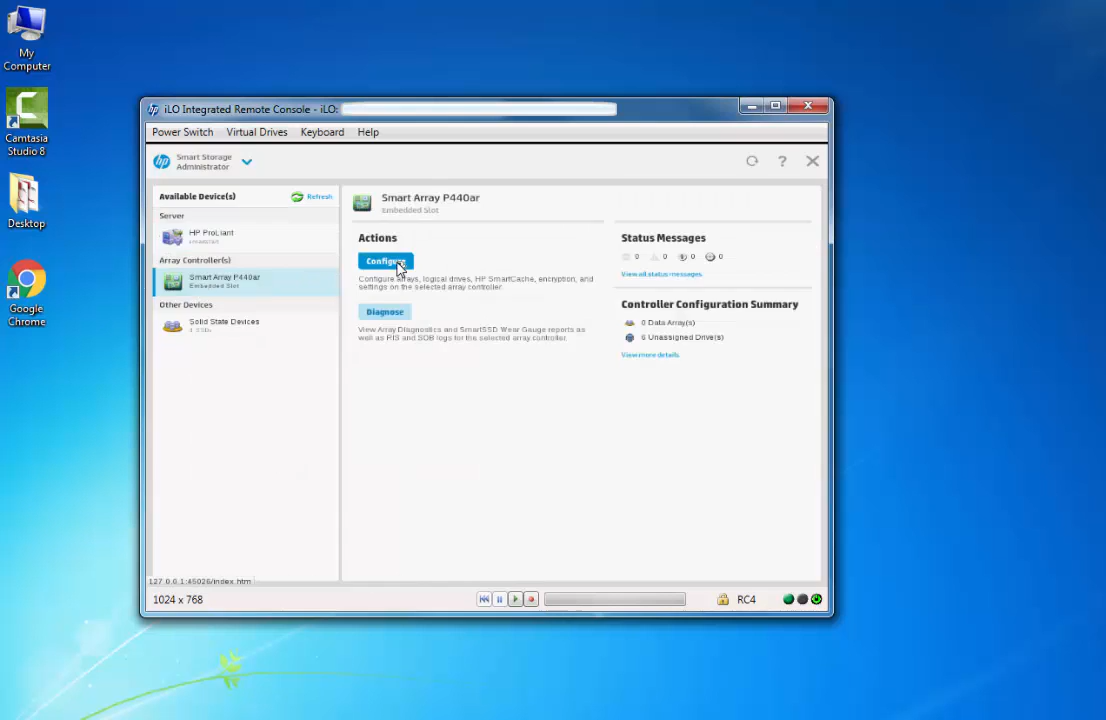 My
Computer
Camtasia
Studio 8
Desktop
Google
Chrome
iLO Integrated Remote Console - iLO:
Power Switch Virtual Drives Keyboard Help
hp Smart Storage
Administrator
Available Device(s) Refresh
Server
HP ProLiant
Array Controller(s)
Smart Array P440ar
Embedded Slot
Other Devices
Solid State Devices
Smart Array P440ar
Embedded Slot
Actions
Configure
Configure arrays, logical drives, HP SmartCache, encryption, and
settings on the selected array controller.
Diagnose
View Array Diagnostics and SmartSSD Wear Gauge reports as
well as PIS and SOB logs for the selected array controller.
Status Messages
0 0 0 0
View all status messages
Controller Configuration Summary
0 Data Array(s)
6 Unassigned Drive(s)
View more details
127.0.0.1:45026/index.htm
1024 x 768
RC4